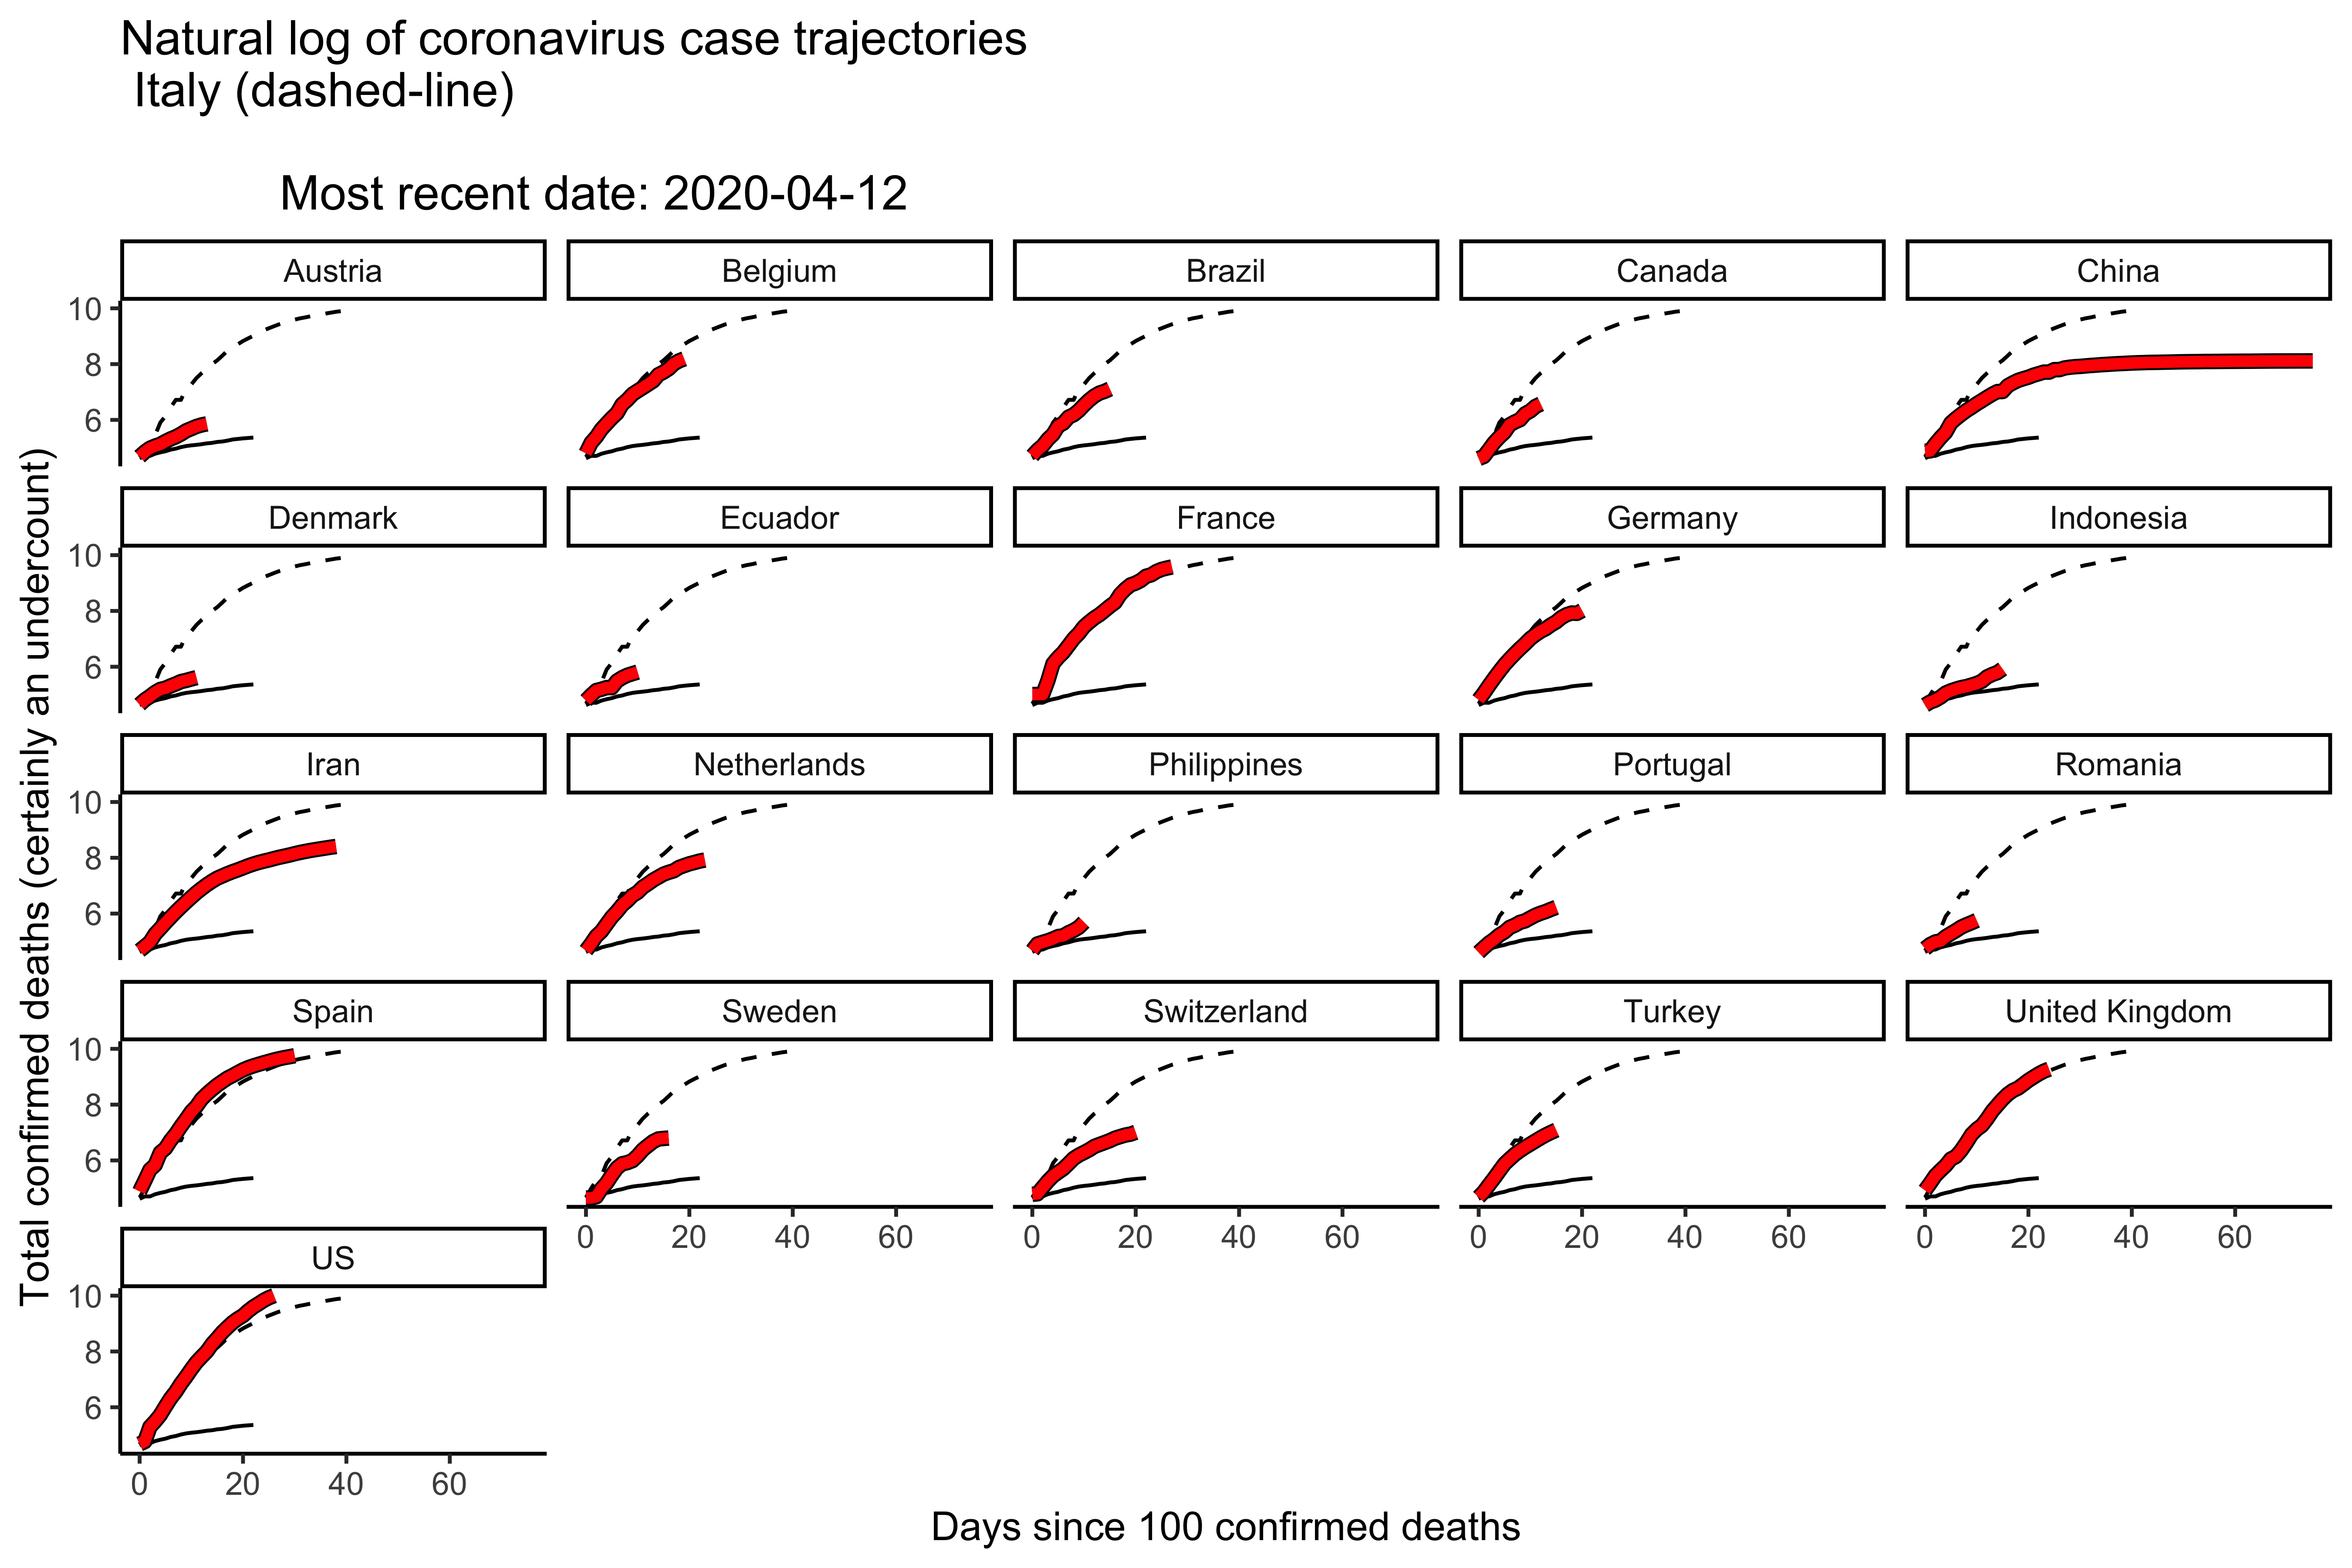 Natural log of coronavirus case trajectories
Italy (dashed-line)
Most recent date: 2020-04-12
Total confirmed deaths (certainly an undercount)
Austria
Belgium
Brazil
Canada
China
10
8
6
Denmark
Ecuador
France
Germany
Indonesia
10
8
6
Iran
Netherlands
Philippines
Portugal
Romania
10
8
6
Spain
Sweden
Switzerland
Turkey
United Kingdom
10
8
6
0 20 40 60
0 20 40 60
0 20 40 60
0 20 40 60
US
10
8
6
0 20 40 60
Days since 100 confirmed deaths